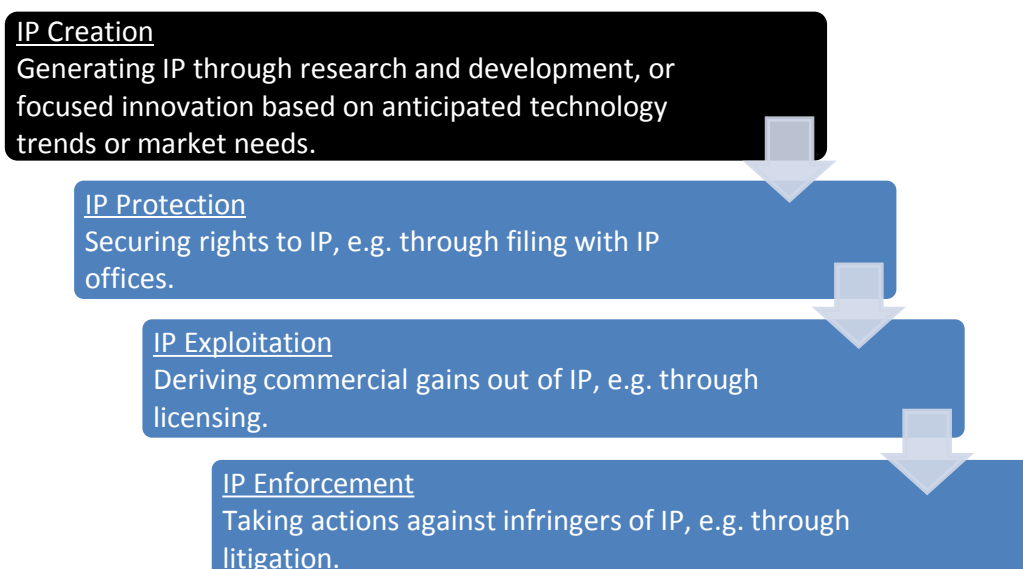 IP Creation
Generating IP through research and development, or
focused innovation based on anticipated technology
trends or market needs.
IP Protection
Securing rights to IP, e.g. through filing with IP
offices.
IP Exploitation
Deriving commercial gains out of IP, e.g. through
licensing.
IP Enforcement
Taking actions against infringers of IP, e.g. through
litigation.